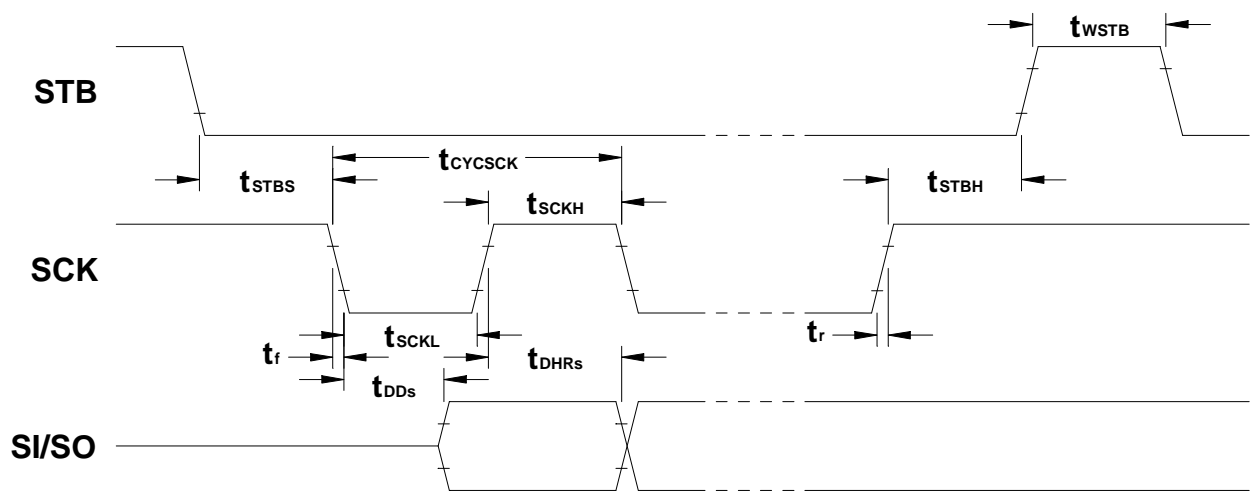 tWSTB
STB
tCYCSCK
tSTBS
tSTBH
tSCKH
SCK
tSCKL
tr
tf
tDHRs
tDDs
SI/SO